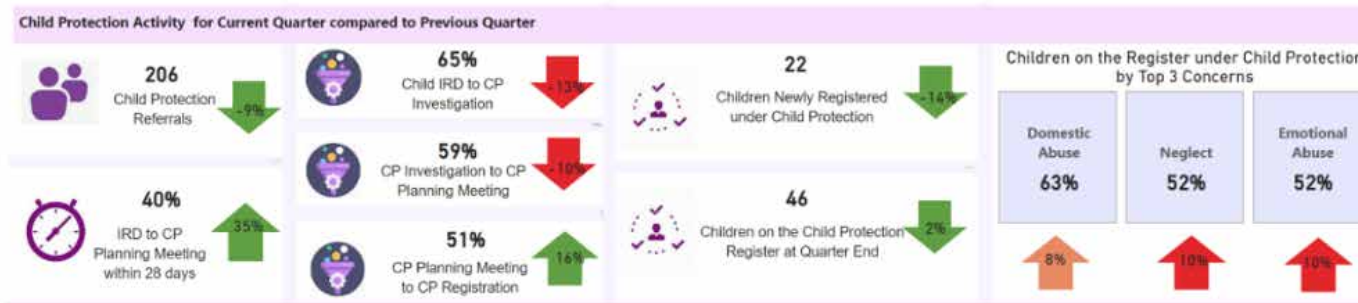 Child Protection Activity for Current Quarter compared to Previous Quarter
206
Child Protection
Referrals
-9%
40%
IRD to CP
Planning Meeting
within 28 days
35%
65%
Child IRD to CP
Investigation
-13%
59%
CP Investigation to CP
Planning Meeting
-10%
51%
CP Planning Meeting
to CP Registration
16%
22
Children Newly Registered
under Child Protection
-14%
46
Children on the Child Protection
Register at Quarter End
2%
Children on the Register under Child Protection
by Top 3 Concerns
Domestic
Abuse
63%
8%
Neglect
52%
10%
Emotional
Abuse
52%
10%